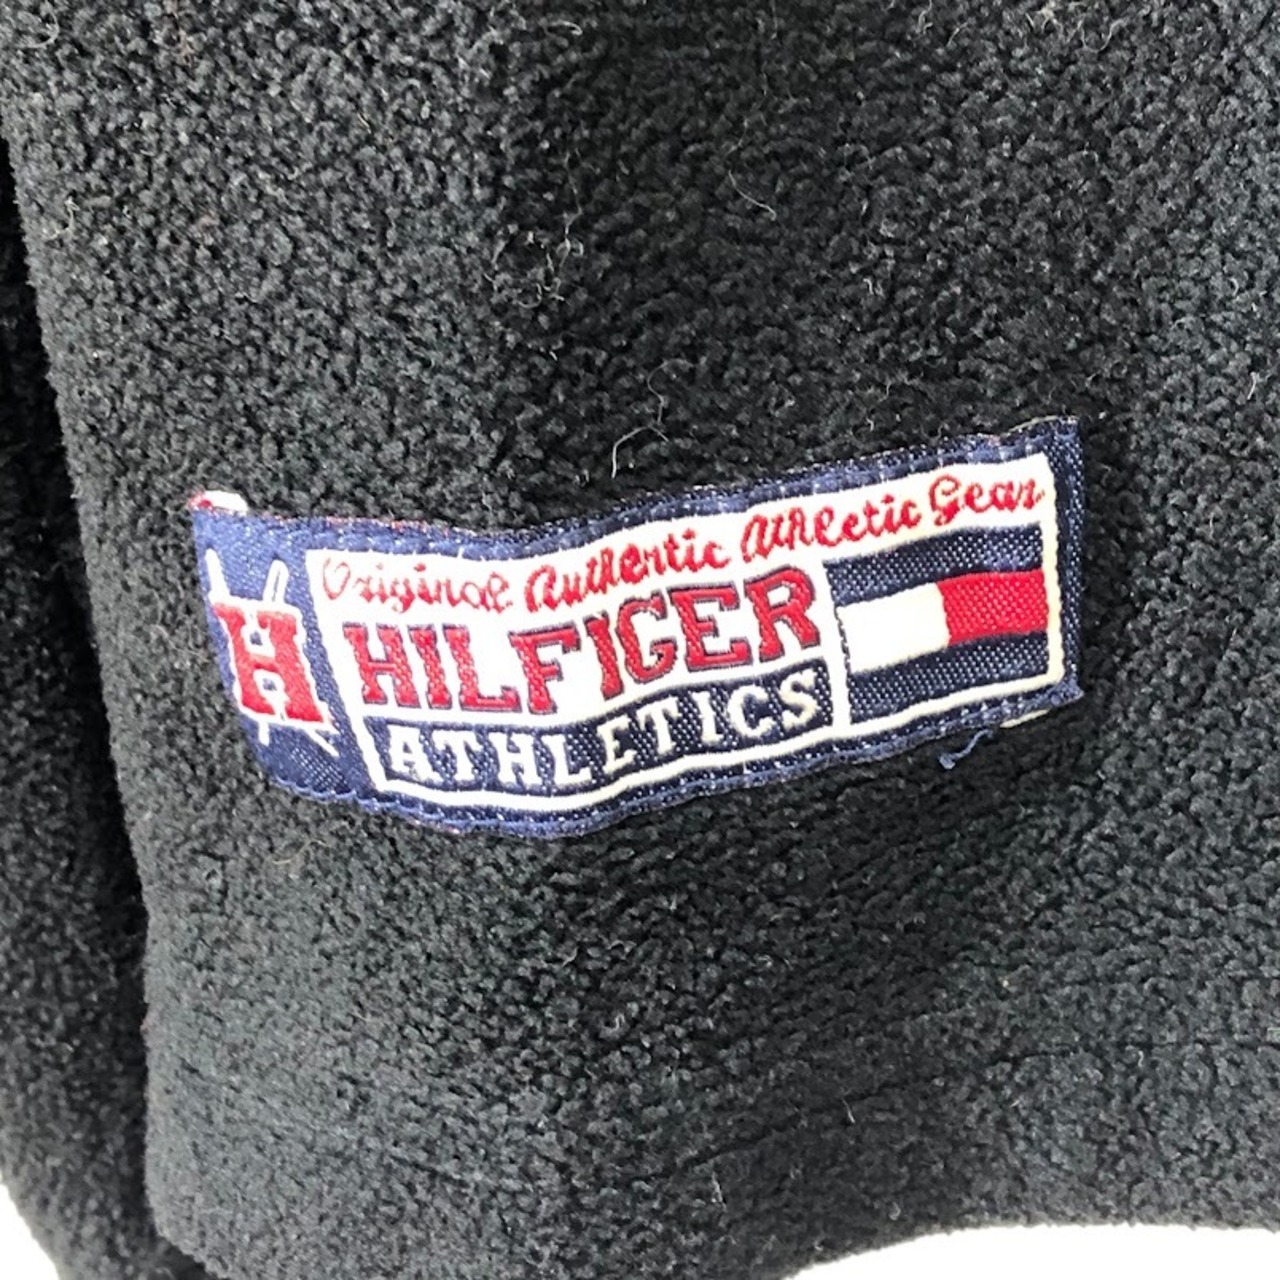 H
Original Authentic Athletic Gear
HILFIGER
ATHLETICS